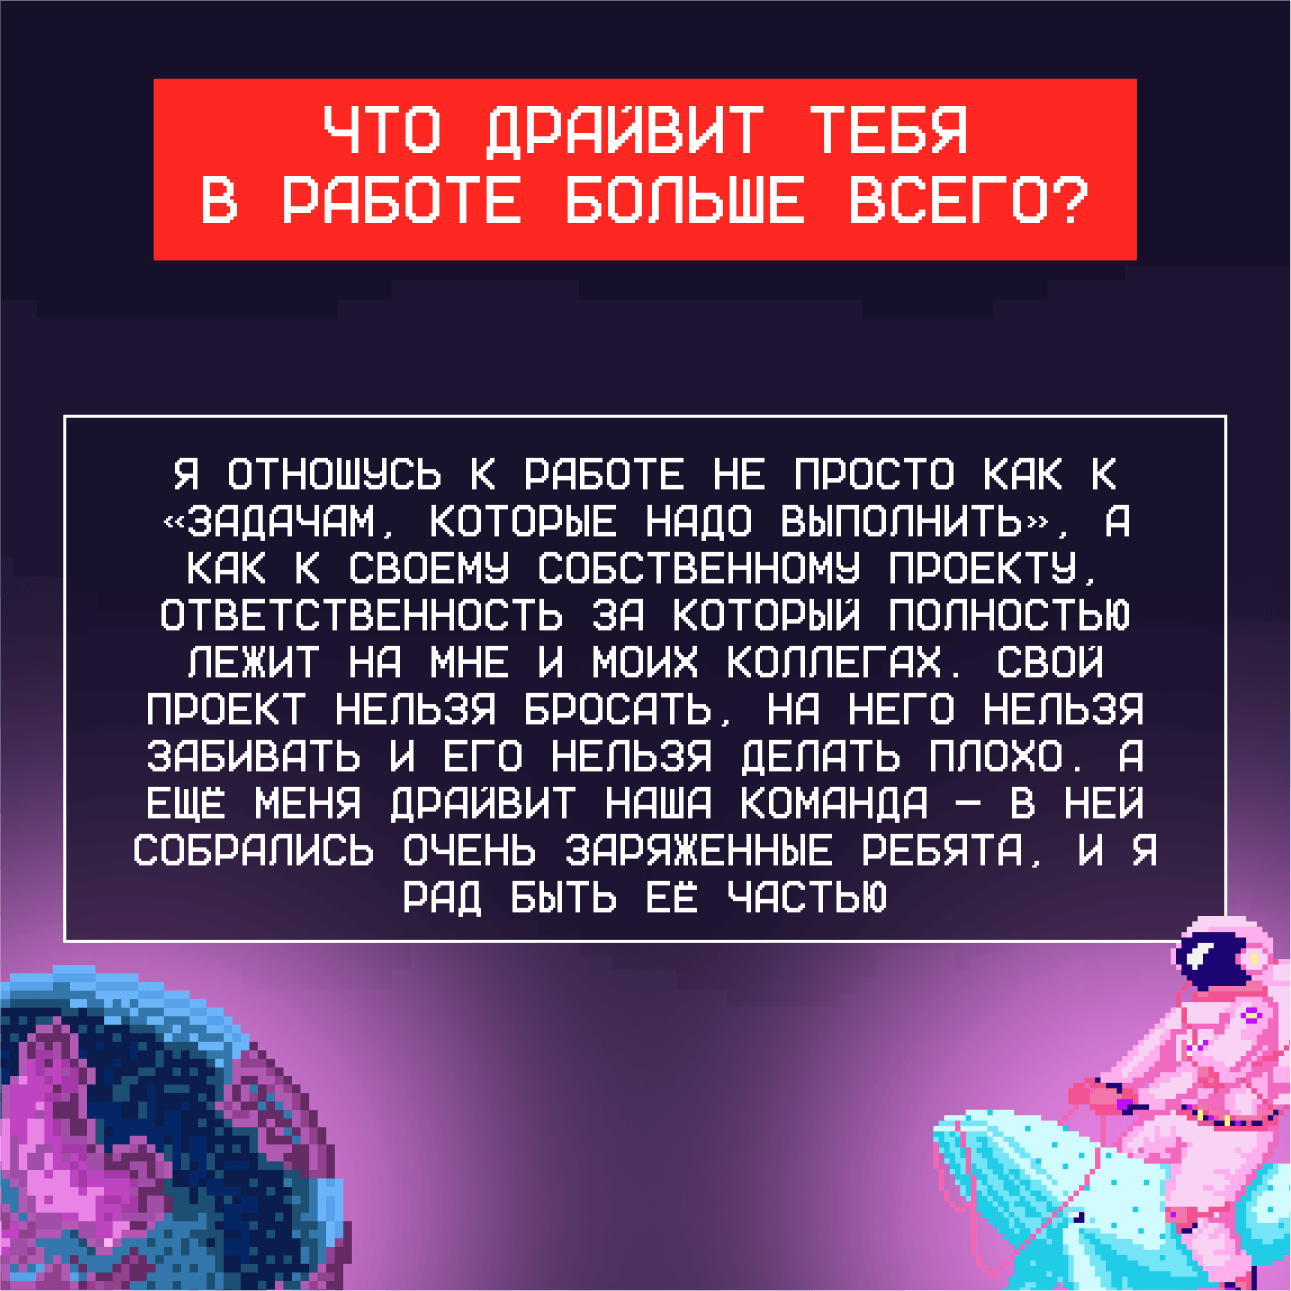 ЧТО ДРАЙВИТ ТЕБЯ
В РАБОТЕ БОЛЬШЕ ВСЕГО?
Я ОТНОШУСЬ К РАБОТЕ НЕ ПРОСТО КАК К
«ЗАДАЧАМ, КОТОРЫЕ НАДО ВЫПОЛНИТЬ», А
КАК К СВОЕМУ СОБСТВЕННОМУ ПРОЕКТУ,
ОТВЕТСТВЕННОСТЬ ЗА КОТОРЫЙ ПОЛНОСТЬЮ
ЛЕЖИТ НА МНЕ И МОИХ КОЛЛЕГАХ. СВОЙ
ПРОЕКТ НЕЛЬЗЯ БРОСАТЬ, НА НЕГО НЕЛЬЗЯ
ЗАБИВАТЬ И ЕГО НЕЛЬЗЯ ДЕЛАТЬ ПЛОХО. А
ЕЩЁ МЕНЯ ДРАЙВИТ НАША КОМАНДА — В НЕЙ
СОБРАЛИСЬ ОЧЕНЬ ЗАРЯЖЕННЫЕ РЕБЯТА, И Я
РАД БЫТЬ ЕЁ ЧАСТЬЮ